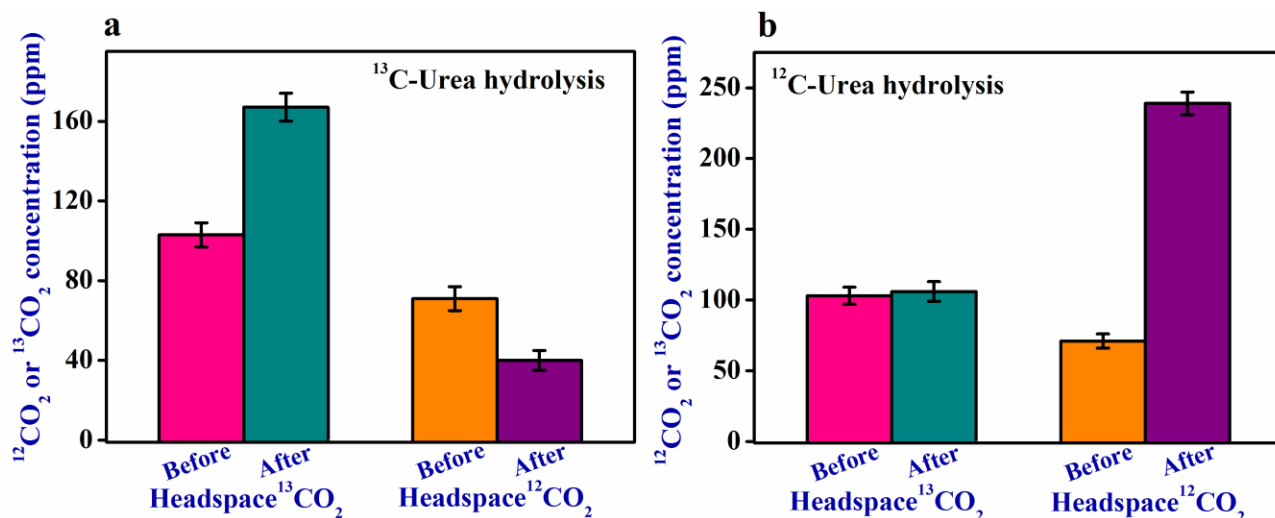 a
¹³C-Urea hydrolysis
¹²CO₂ or ¹³CO₂ concentration (ppm)
160
120
80
40
0
Before After Before After
Headspace¹³CO₂ Headspace¹²CO₂
b
¹²C-Urea hydrolysis
¹²CO₂ or ¹³CO₂ concentration (ppm)
250
200
150
100
50
0
Before After Before After
Headspace¹³CO₂ Headspace¹²CO₂